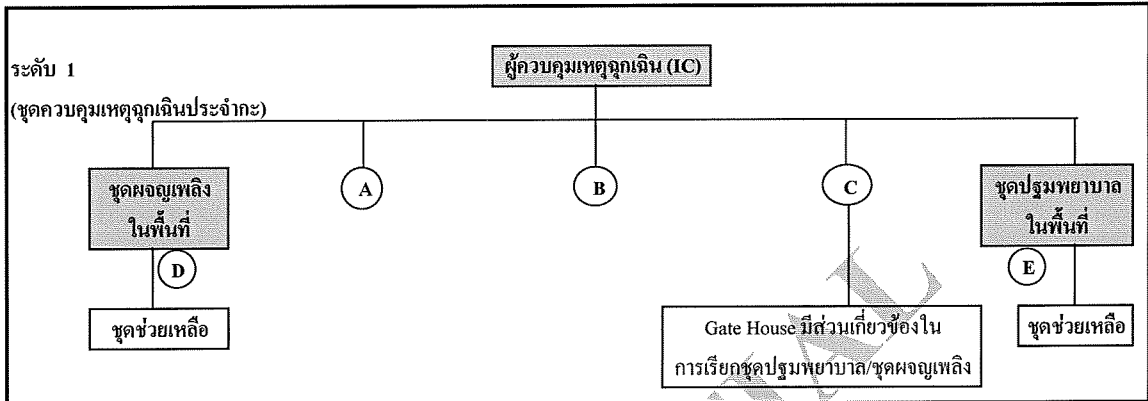 ระดับ 1
(ชุดควบคุมเหตุฉุกเฉินประจำกะ)
ผู้ควบคุมเหตุฉุกเฉิน (IC)
ชุดผจญเพลิง
ในพื้นที่
A
B
C
ชุดปฐมพยาบาล
ในพื้นที่
D
E
ชุดช่วยเหลือ
Gate House มีส่วนเกี่ยวข้องใน
การเรียกชุดปฐมพยาบาล/ชุดผจญเพลิง
ชุดช่วยเหลือ